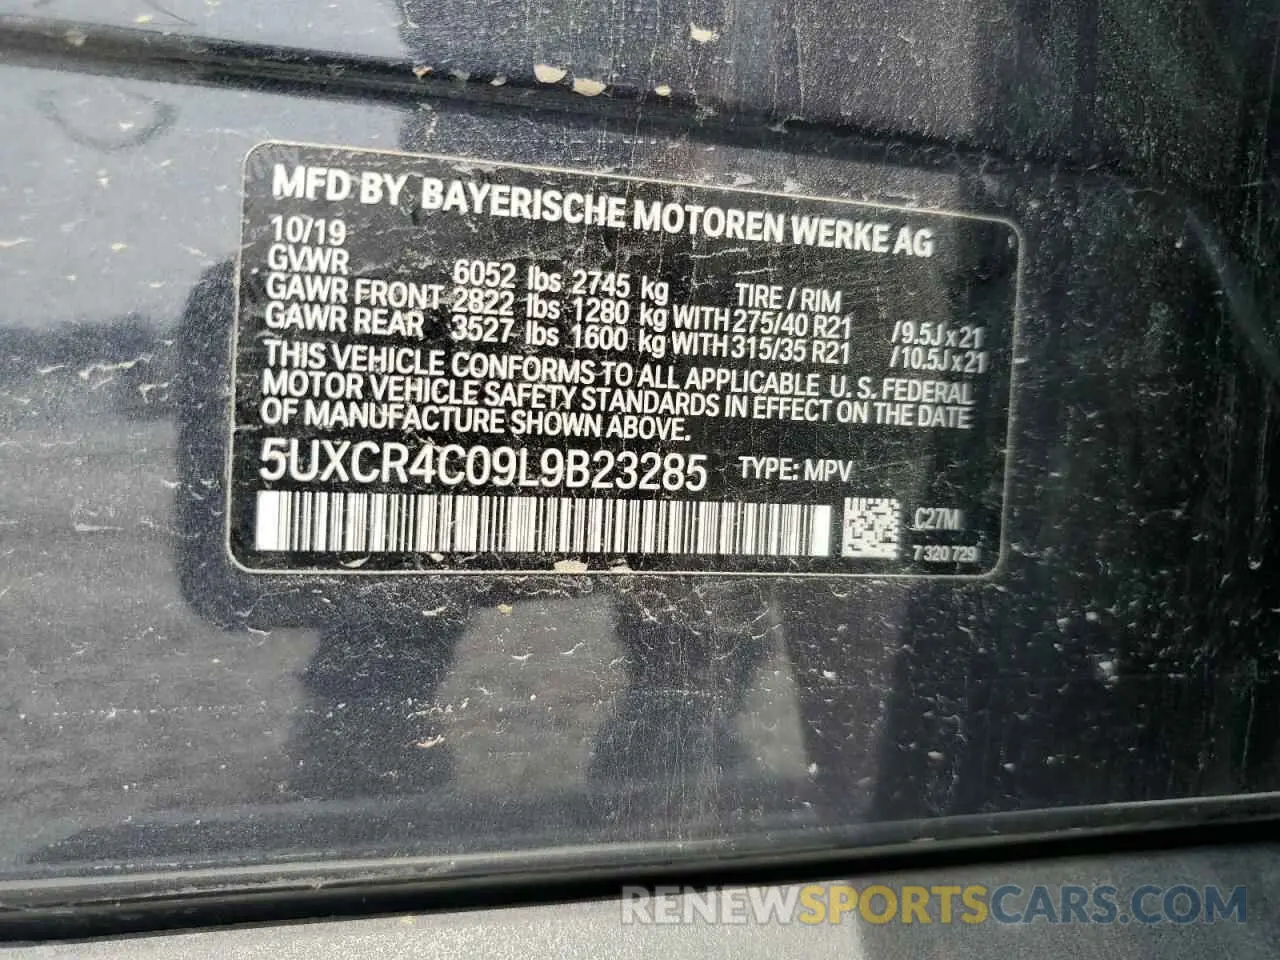 MFD BY BAYERISCHE MOTOREN WERKE AG
10/19
GVWR 6052 lbs 2745 kg TIRE / RIM
GAWR FRONT 2822 lbs 1280 kg WITH 275/40 R21 /9.5J x 21
GAWR REAR 3527 lbs 1600 kg WITH 315/35 R21 /10.5J x 21
THIS VEHICLE CONFORMS TO ALL APPLICABLE U. S. FEDERAL
MOTOR VEHICLE SAFETY STANDARDS IN EFFECT ON THE DATE
OF MANUFACTURE SHOWN ABOVE.
5UXCR4C09L9B23285 TYPE: MPV
C27M
7 320 729
RENEWSPORTSCARS.COM